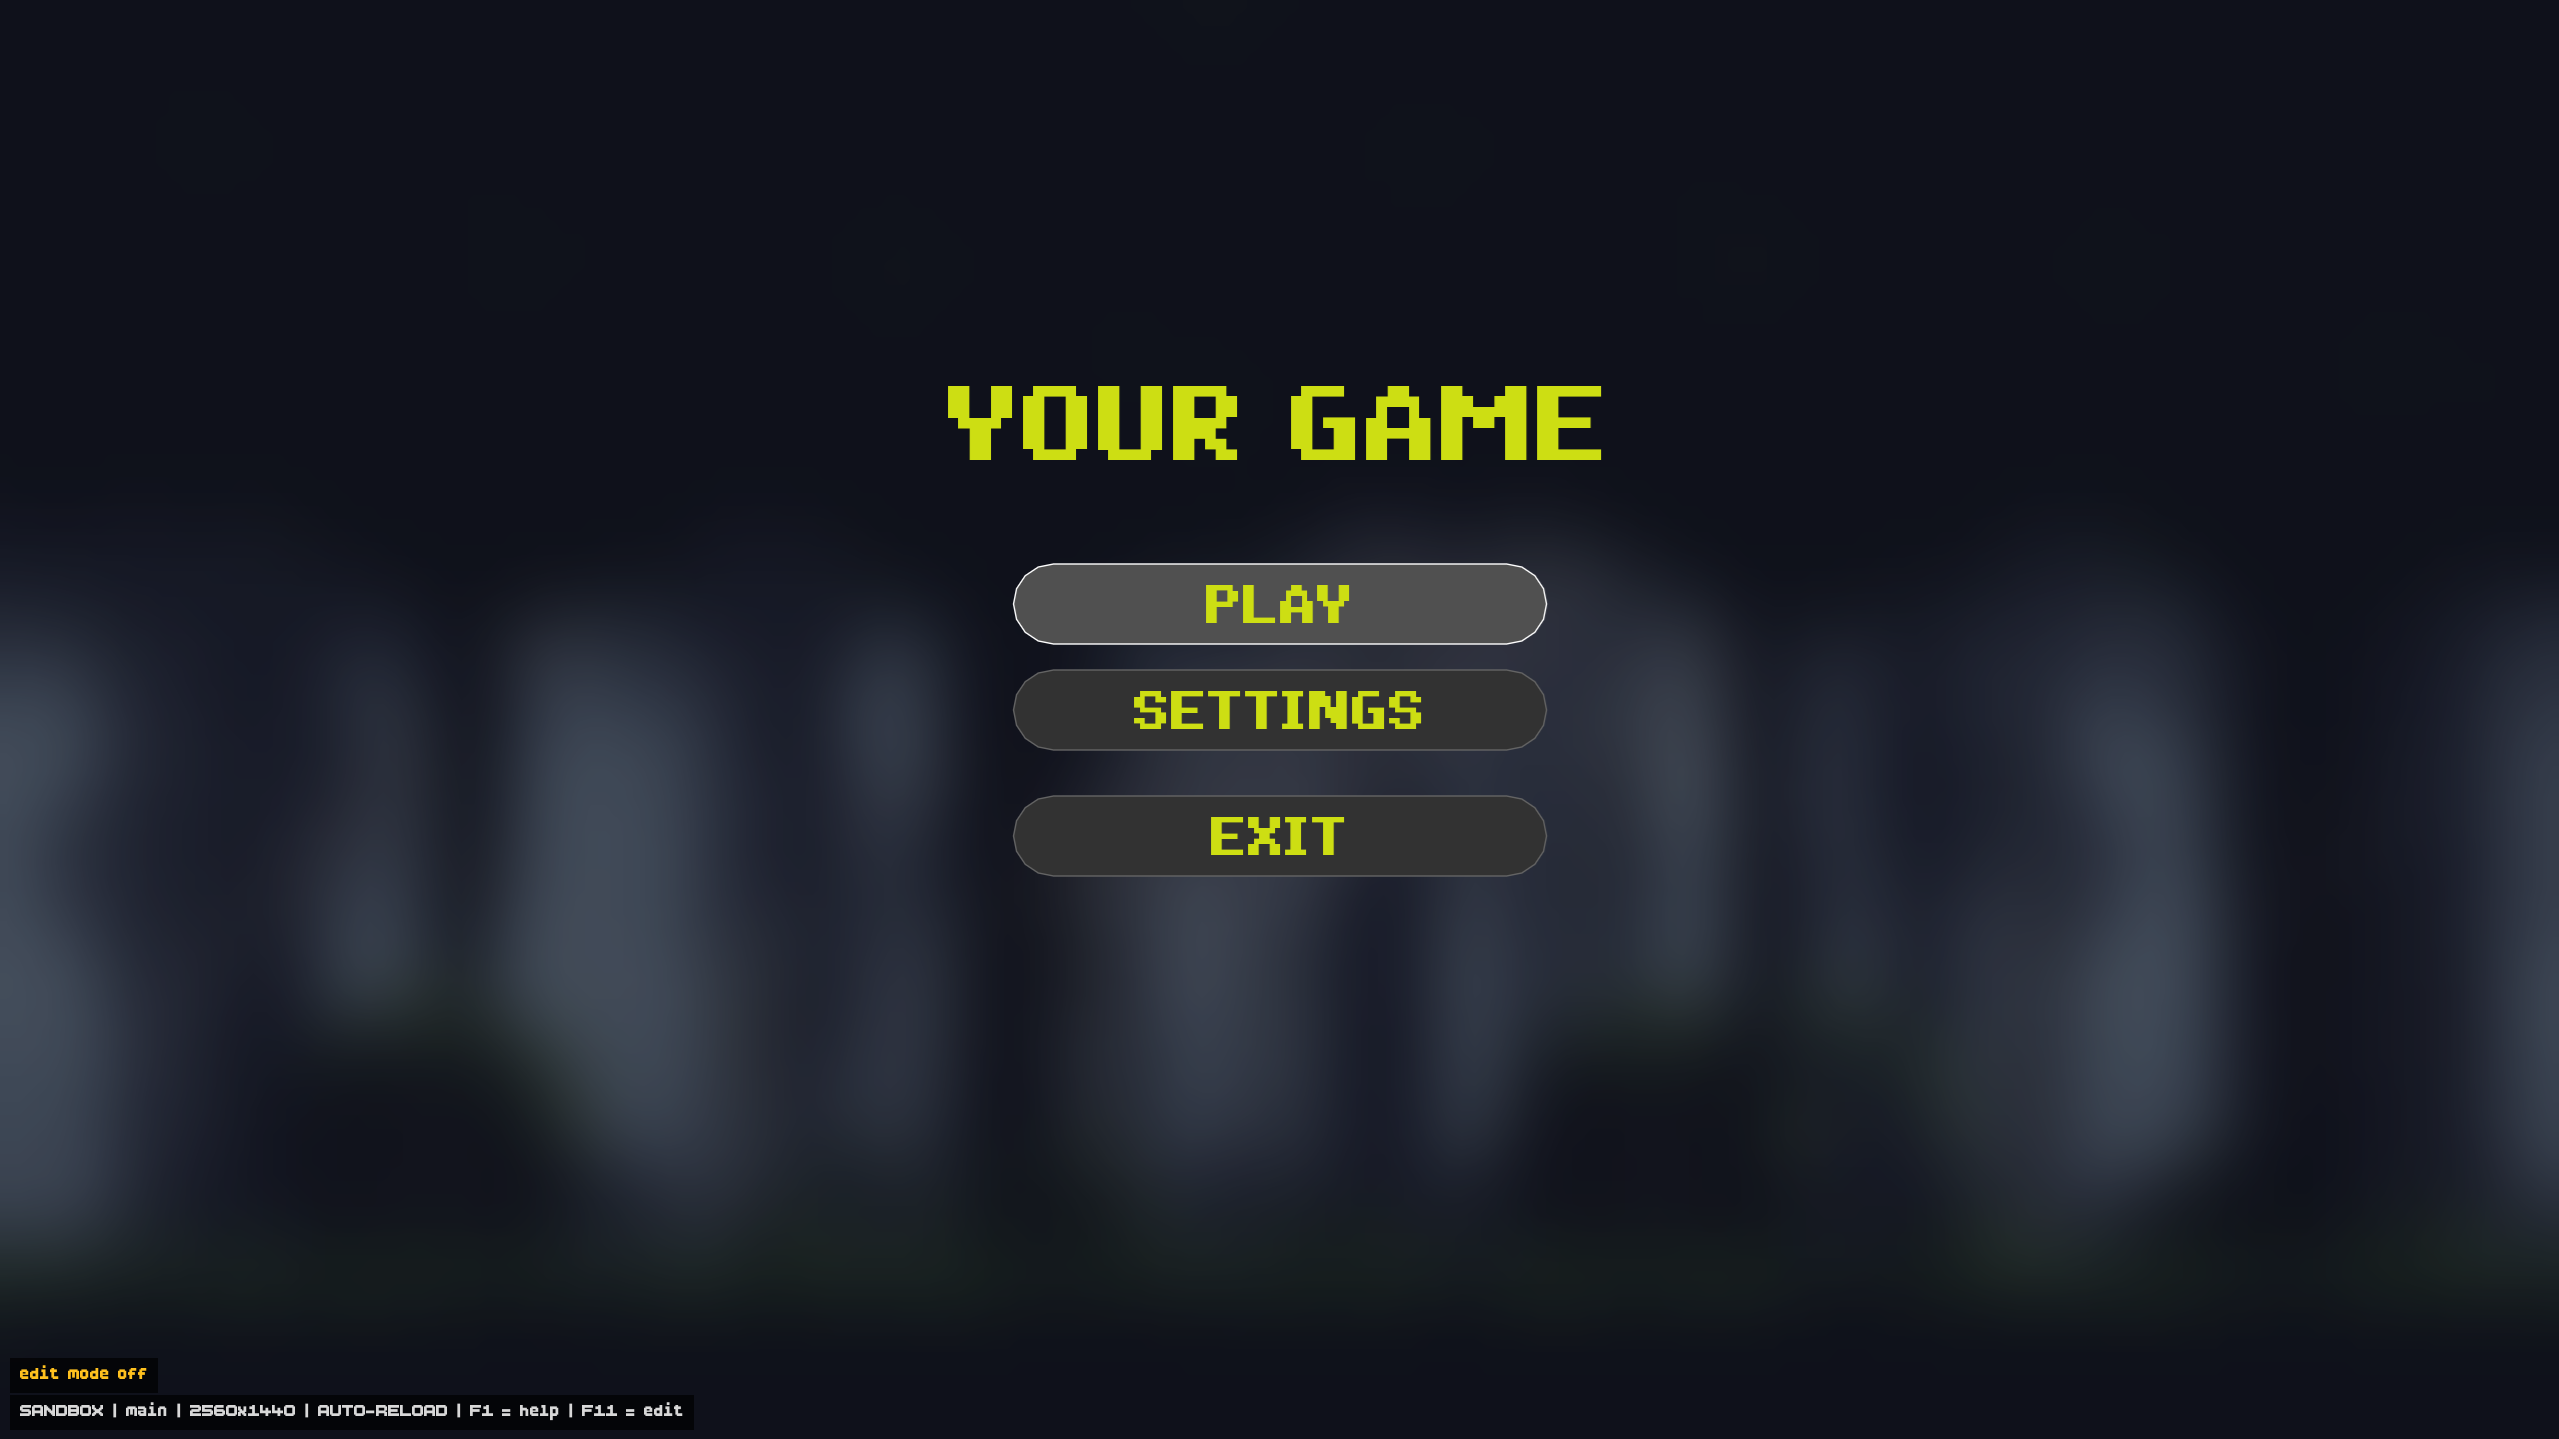 YOUR GAME
PLAY
SETTINGS
EXIT
edit mode off
SANDBOX | main | 2560x1440 | AUTO-RELOAD | F1 = help | F11 = edit